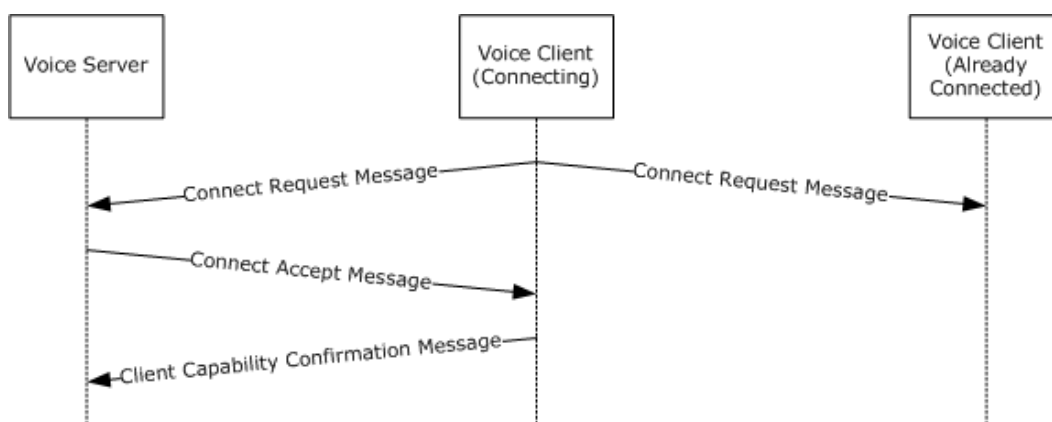 Voice Server
Voice Client
(Connecting)
Voice Client
(Already
Connected)
Connect Request Message
Connect Request Message
Connect Accept Message
Client Capability Confirmation Message